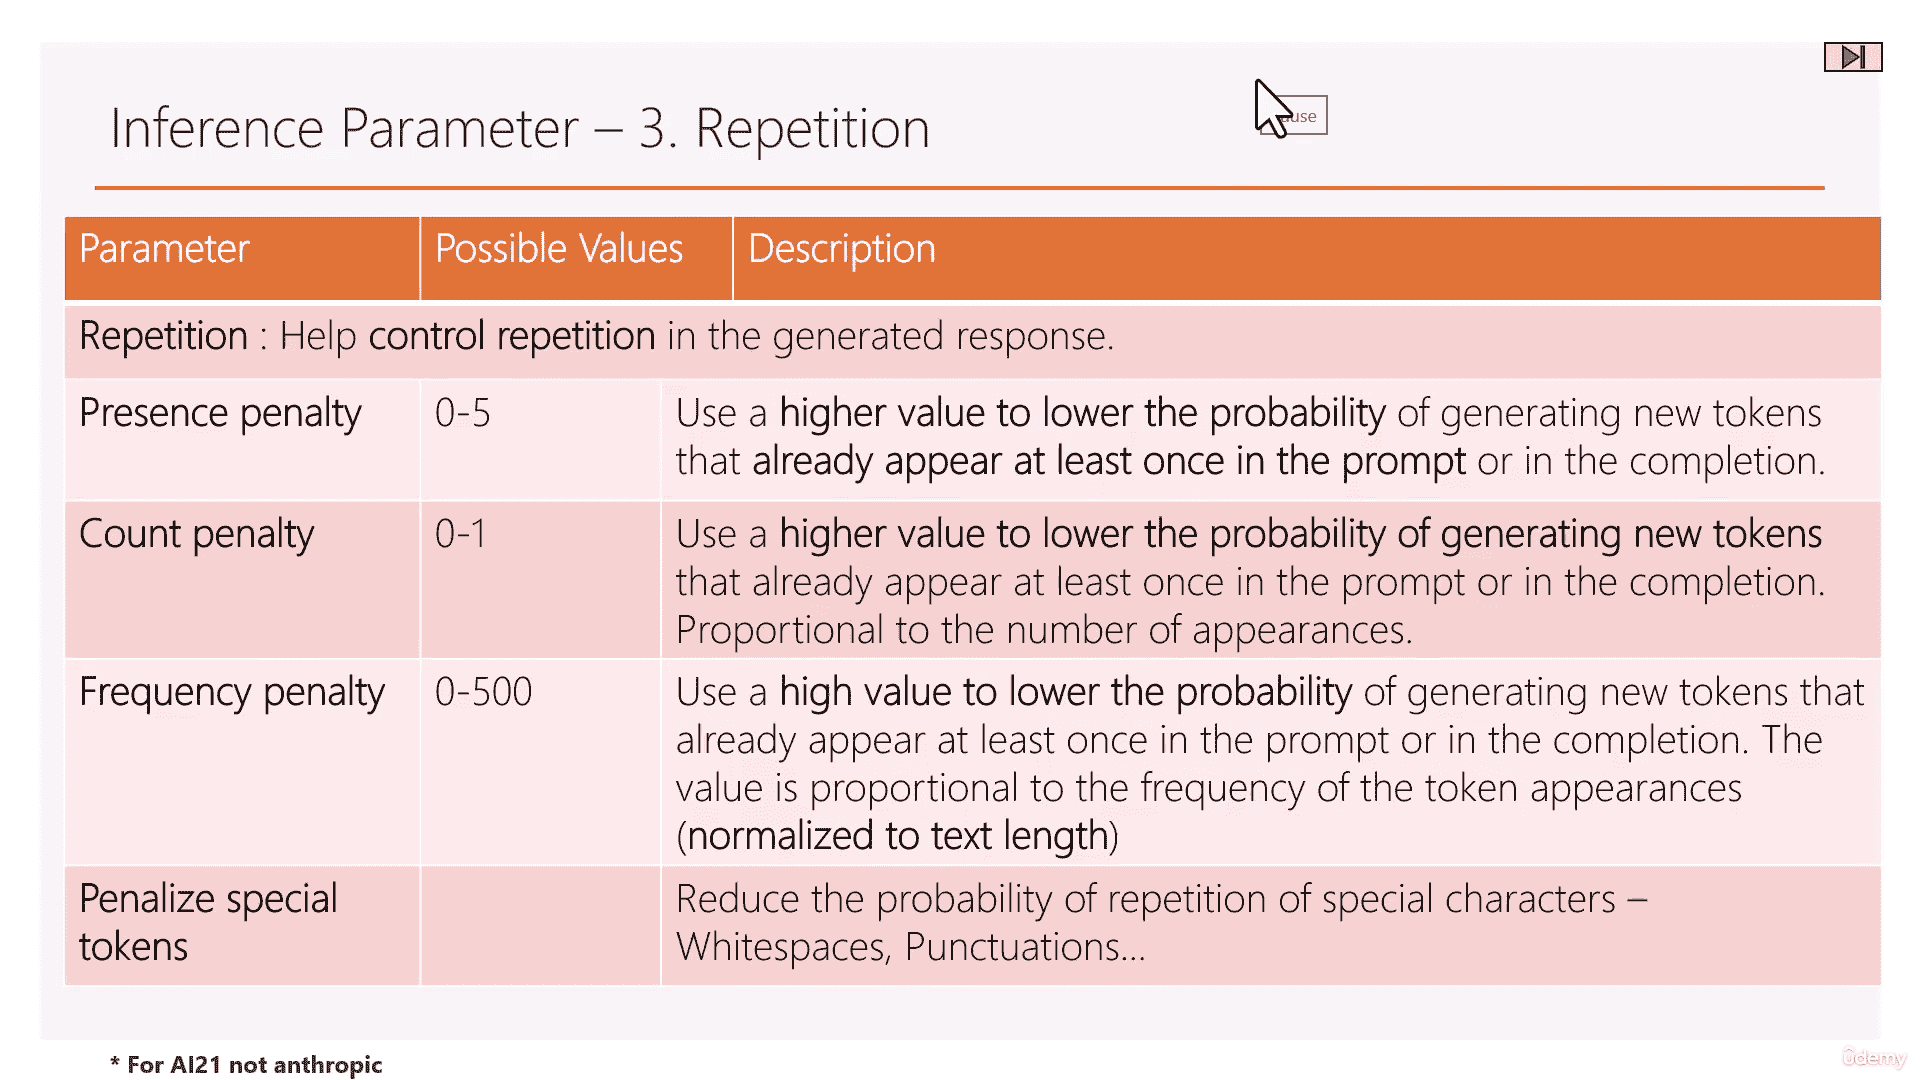 Inference Parameter – 3. Repetition
Parameter
Possible Values
Description
Repetition : Help control repetition in the generated response.
Presence penalty
0-5
Use a higher value to lower the probability of generating new tokens
that already appear at least once in the prompt or in the completion.
Count penalty
0-1
Use a higher value to lower the probability of generating new tokens
that already appear at least once in the prompt or in the completion.
Proportional to the number of appearances.
Frequency penalty
0-500
Use a high value to lower the probability of generating new tokens that
already appear at least once in the prompt or in the completion. The
value is proportional to the frequency of the token appearances
(normalized to text length)
Penalize special
tokens
Reduce the probability of repetition of special characters –
Whitespaces, Punctuations...
* For AI21 not anthropic
ûdemy